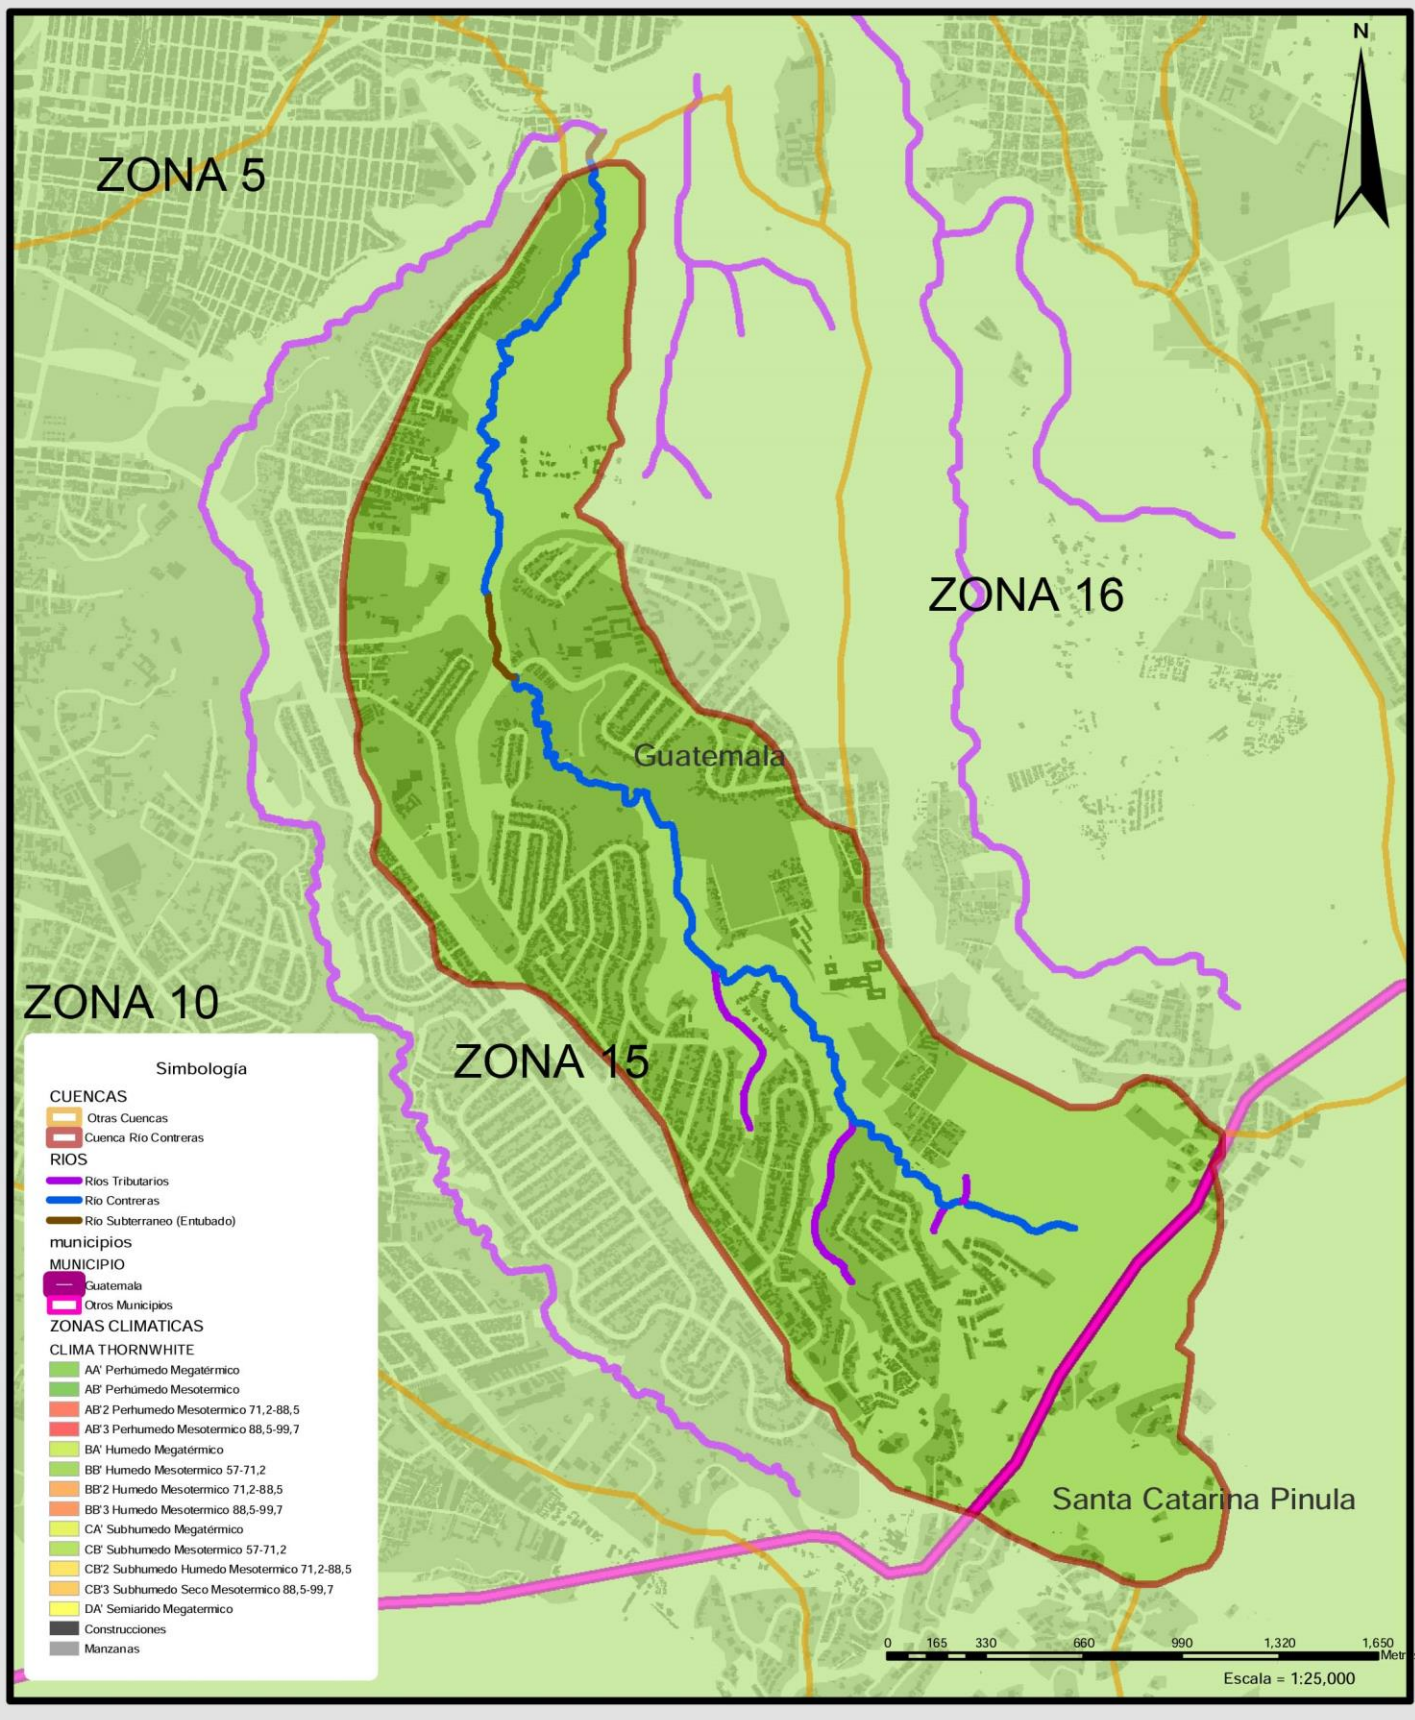 N
ZONA 5
ZONA 16
Guatemala
ZONA 10
ZONA 15
Simbología
CUENCAS
Otras Cuencas
Cuenca Río Contreras
RIOS
Ríos Tributarios
Río Contreras
Río Subterraneo (Entubado)
municipios
MUNICIPIO
Guatemala
Otros Municipios
ZONAS CLIMATICAS
CLIMA THORNWHITE
AA' Perhúmedo Megatérmico
AB' Perhúmedo Mesotermico
AB'2 Perhumedo Mesotermico 71,2-88,5
AB'3 Perhumedo Mesotermico 88,5-99,7
BA' Humedo Megatérmico
BB' Humedo Mesotermico 57-71,2
BB'2 Humedo Mesotermico 71,2-88,5
BB'3 Humedo Mesotermico 88,5-99,7
CA' Subhumedo Megatérmico
CB' Subhumedo Mesotermico 57-71,2
CB'2 Subhumedo Humedo Mesotermico 71,2-88,5
CB'3 Subhumedo Seco Mesotermico 88,5-99,7
DA' Semiarido Megatermico
Construcciones
Manzanas
Santa Catarina Pinula
0 165 330 660 990 1,320 1,650
Escala = 1:25,000